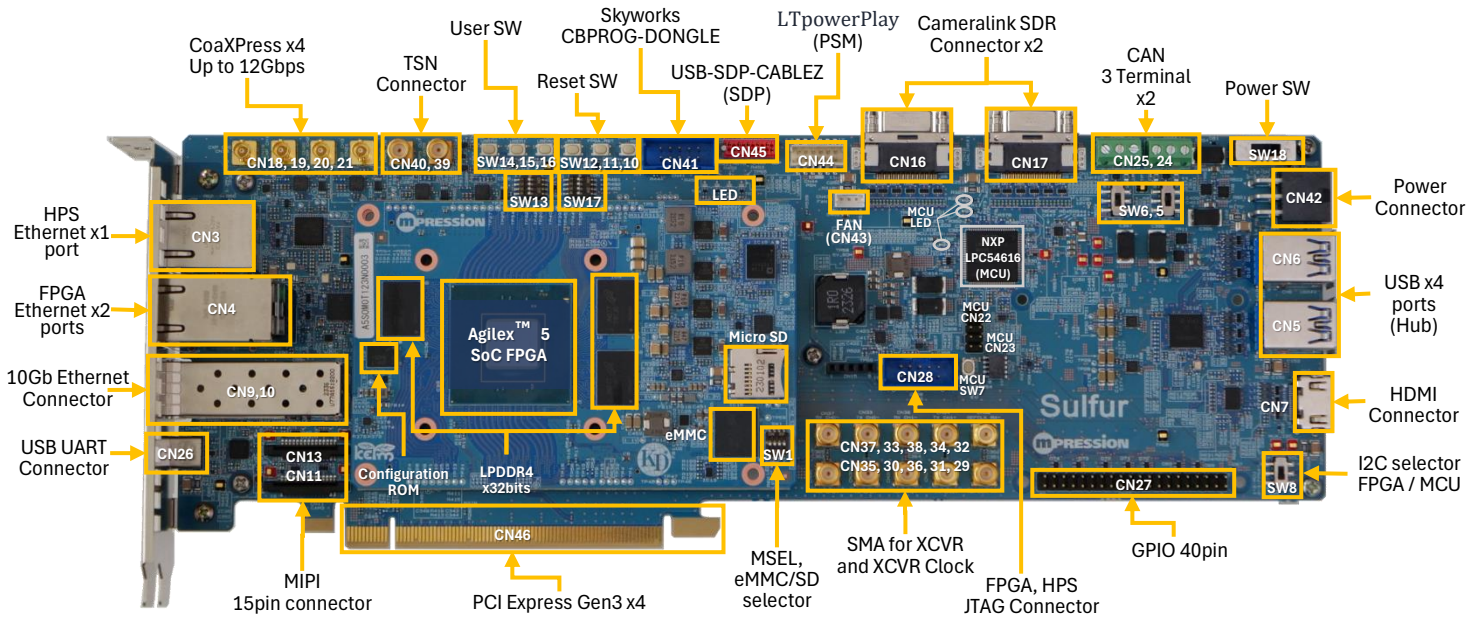 CoaXPress x4
Up to 12Gbps
TSN
Connector
User SW
Reset SW
Skyworks
CBPROG-DONGLE
USB-SDP-CABLEZ
(SDP)
LTpowerPlay
(PSM)
Cameralink SDR
Connector x2
CAN
3 Terminal
x2
Power SW
CN18, 19, 20, 21
CN40, 39
SW14,15,16
SW12,11,10
CN41
CN45
CN44
CN16
CN17
CN25, 24
SW18
SW13
SW17
LED
FAN
(CN43)
MCU
LED
SW6, 5
CN42
Power
Connector
HPS
Ethernet x1
port
CN3
mpression
NXP
LPC54616
(MCU)
CN6
CN5
USB x4
ports
(Hub)
FPGA
Ethernet x2
ports
CN4
A5SOMOT123N0003
Agilex™ 5
SoC FPGA
1R0
2326
MCU
CN22
MCU
CN23
MCU
SW7
Micro SD
10Gb Ethernet
Connector
CN9,10
CN28
Sulfur
mpression
CN7
HDMI
Connector
USB UART
Connector
CN26
CN13
CN11
Configuration
ROM
LPDDR4
x32bits
eMMC
SW1
CN37, 33, 38, 34, 32
CN35, 30, 36, 31, 29
CN27
SW8
I2C selector
FPGA / MCU
CN46
MIPI
15pin connector
PCI Express Gen3 x4
MSEL,
eMMC/SD
selector
SMA for XCVR
and XCVR Clock
FPGA, HPS
JTAG Connector
GPIO 40pin